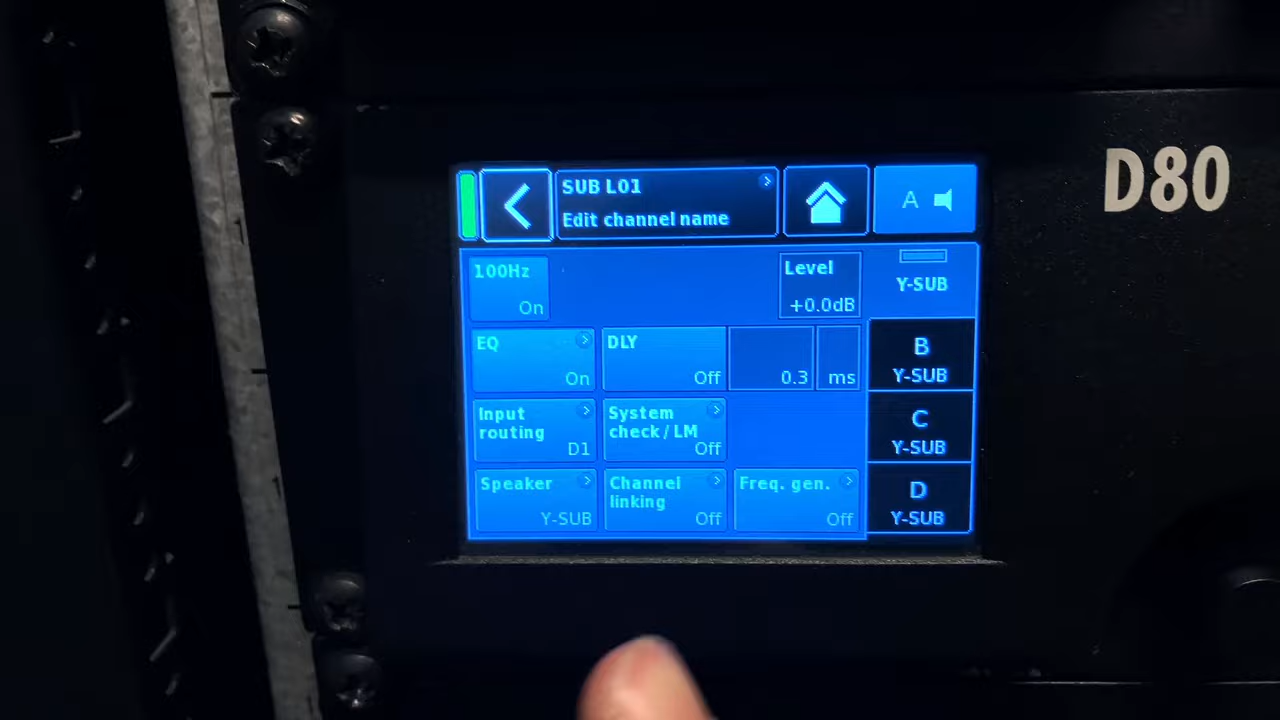 SUB L01
Edit channel name
A
D80
100Hz
On
Level
+0.0dB
Y-SUB
EQ
On
DLY
Off
0.3
ms
B
Y-SUB
Input
routing
D1
System
check / LM
Off
C
Y-SUB
Speaker
Y-SUB
Channel
linking
Off
Freq. gen.
Off
D
Y-SUB